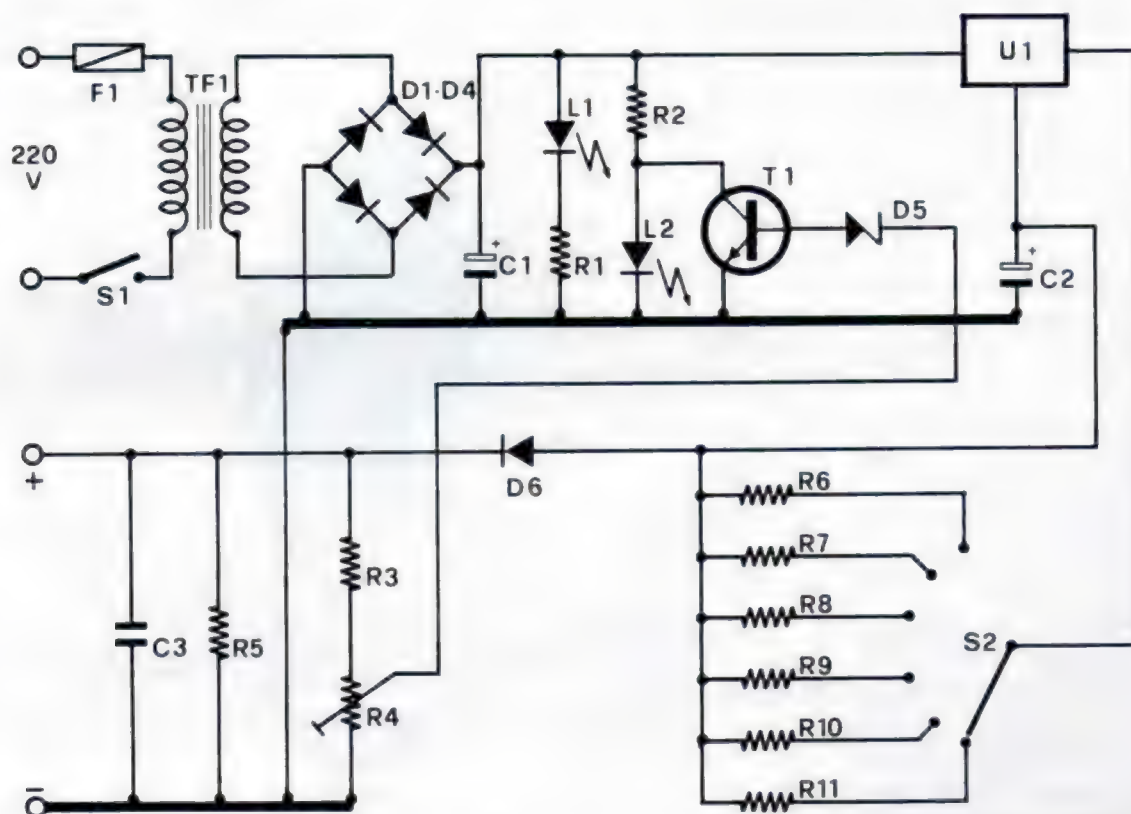 F1
TF1
D1-D4
U1
L1
R2
220
V
T1
D5
L2
+
C1
R1
+
C2
S1
+
D6
R6
R7
R3
R8
C3
R5
S2
R9
R4
R10
R11
−